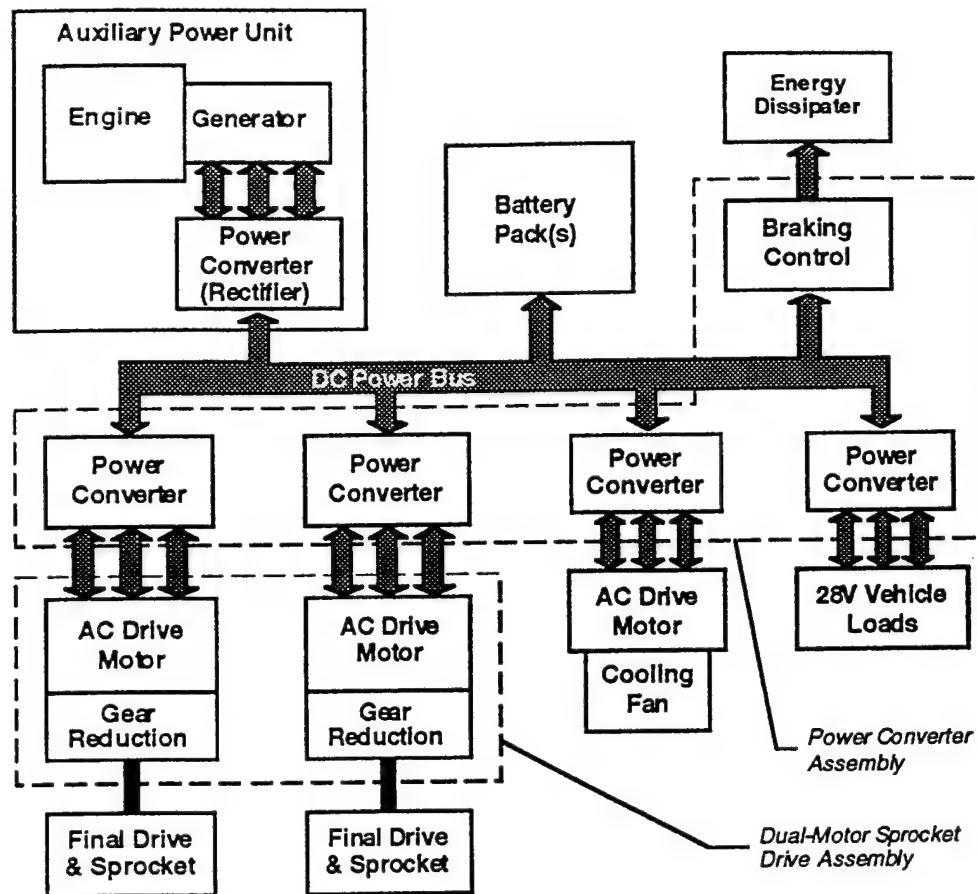 Auxiliary Power Unit
Engine
Generator
Power
Converter
(Rectifier)
Battery
Pack(s)
Energy
Dissipater
Braking
Control
DC Power Bus
Power
Converter
Power
Converter
Power
Converter
Power
Converter
AC Drive
Motor
Gear
Reduction
AC Drive
Motor
Gear
Reduction
AC Drive
Motor
Cooling
Fan
28V Vehicle
Loads
Power Converter
Assembly
Final Drive
& Sprocket
Final Drive
& Sprocket
Dual-Motor Sprocket
Drive Assembly